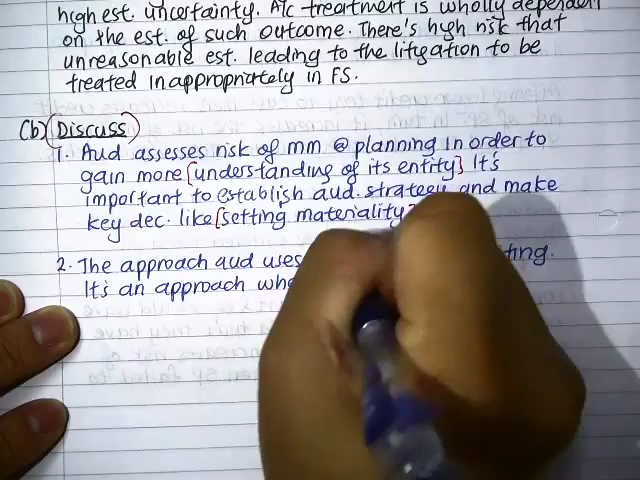 high est. uncertainty. A/c treatment is wholly dependent
on the est. of such outcome. There's high risk that
unreasonable est. leading to the litigation to be
treated inappropriately in FS.
(b) Discuss
1. Aud assesses risk of mm @ planning in order to
gain more [understanding of its entity] It's
important to establish aud. strategy and make
key dec. like [setting materiality]
2. The approach aud uses
It's an approach